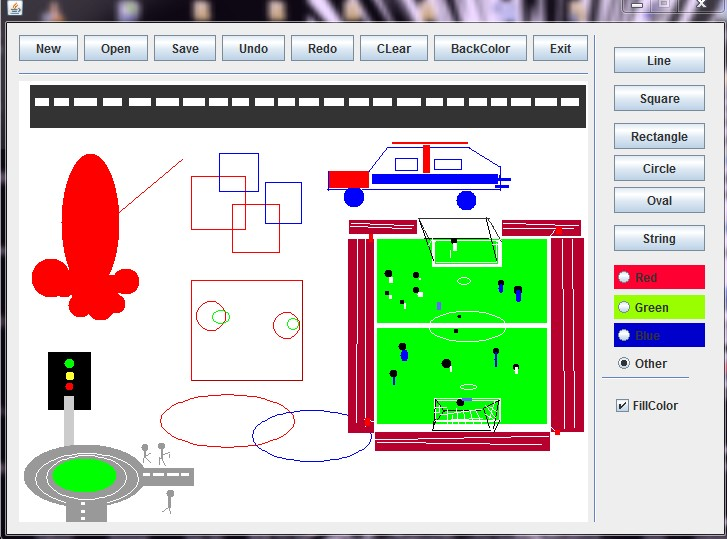 New Open Save Undo Redo CLear BackColor Exit
Line
Square
Rectangle
Circle
Oval
String
Red
Green
Blue
Other
FillColor